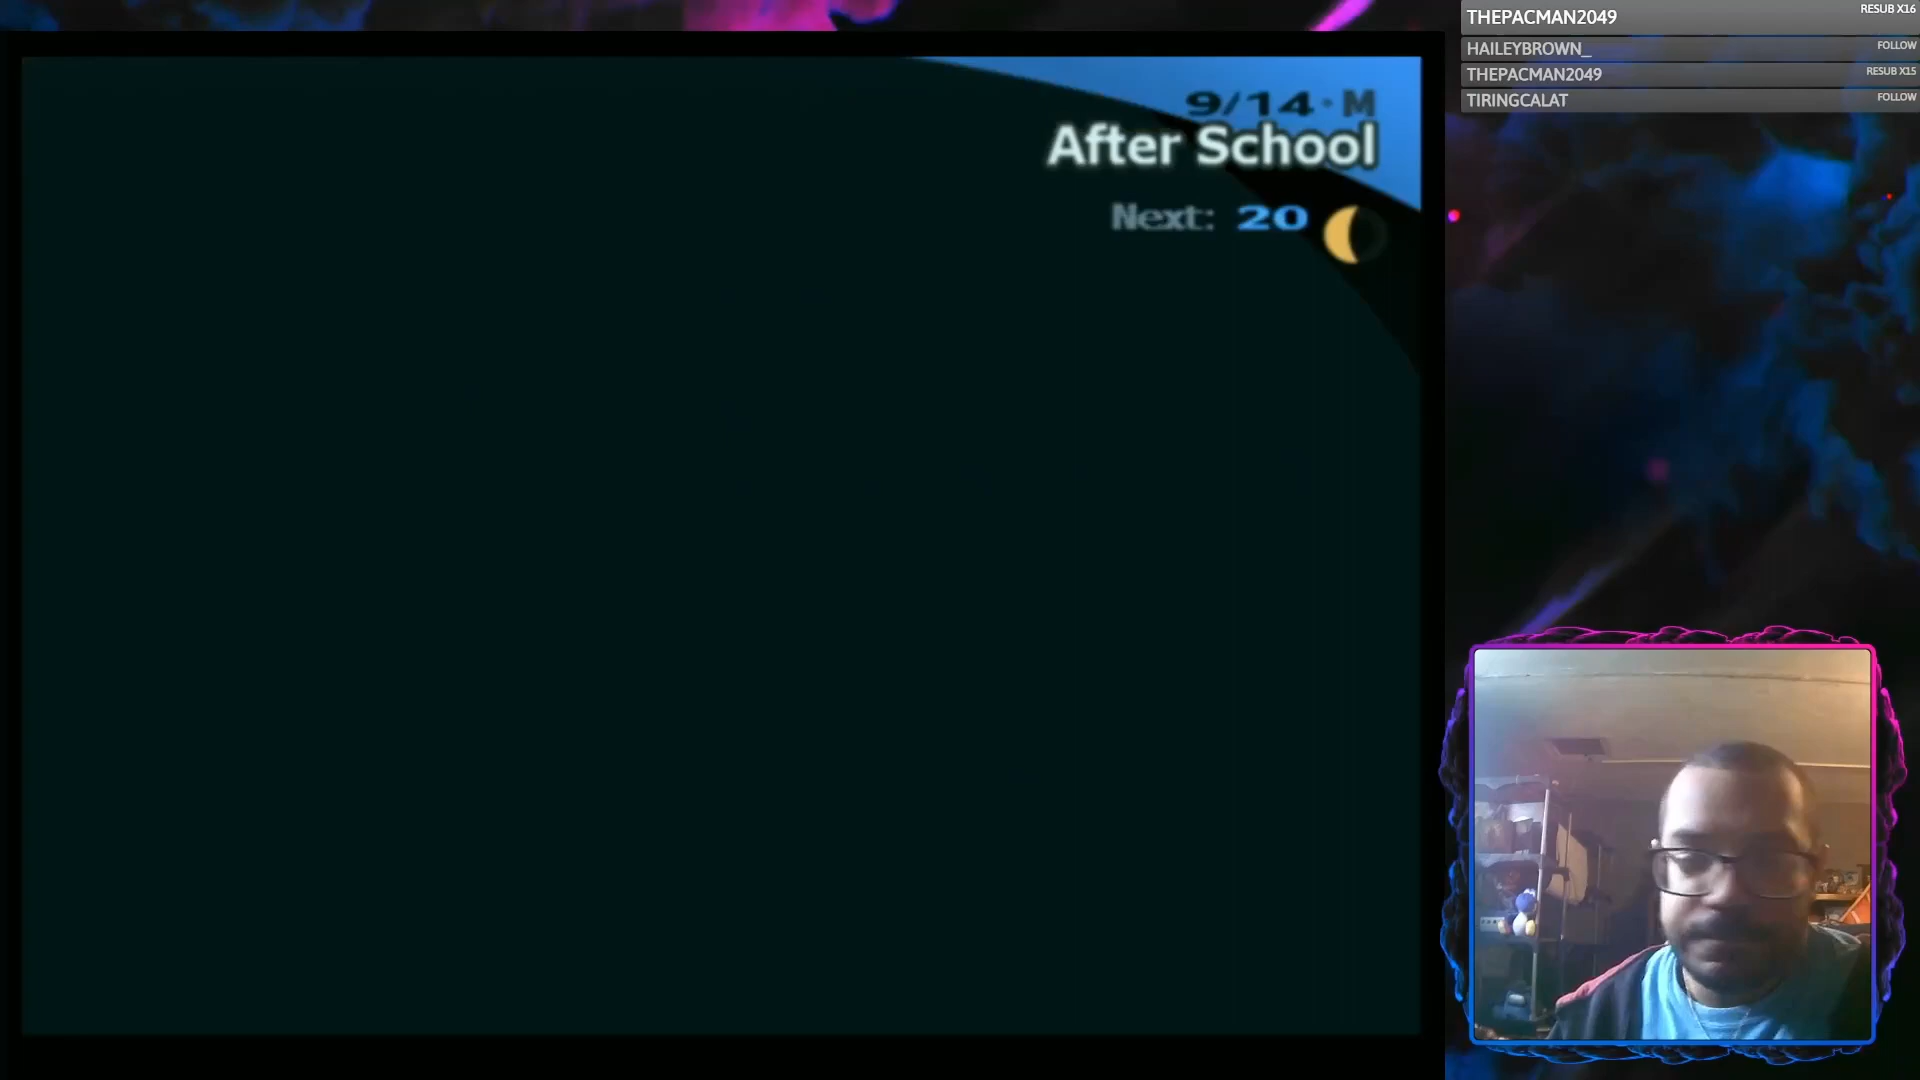 9/14 · M
After School
Next: 20
THEPACMAN2049 RESUB X16
HAILEYBROWN_ FOLLOW
THEPACMAN2049 RESUB X15
TIRINGCALAT FOLLOW